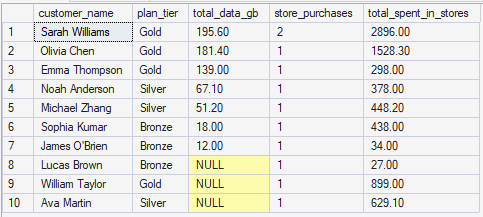 customer_name plan_tier total_data_gb store_purchases total_spent_in_stores
1 Sarah Williams Gold 195.60 2 2896.00
2 Olivia Chen Gold 181.40 1 1528.30
3 Emma Thompson Gold 139.00 1 298.00
4 Noah Anderson Silver 67.10 1 378.00
5 Michael Zhang Silver 51.20 1 448.20
6 Sophia Kumar Bronze 18.00 1 438.00
7 James O'Brien Bronze 12.00 1 34.00
8 Lucas Brown Bronze NULL 1 27.00
9 William Taylor Gold NULL 1 899.00
10 Ava Martin Silver NULL 1 629.10